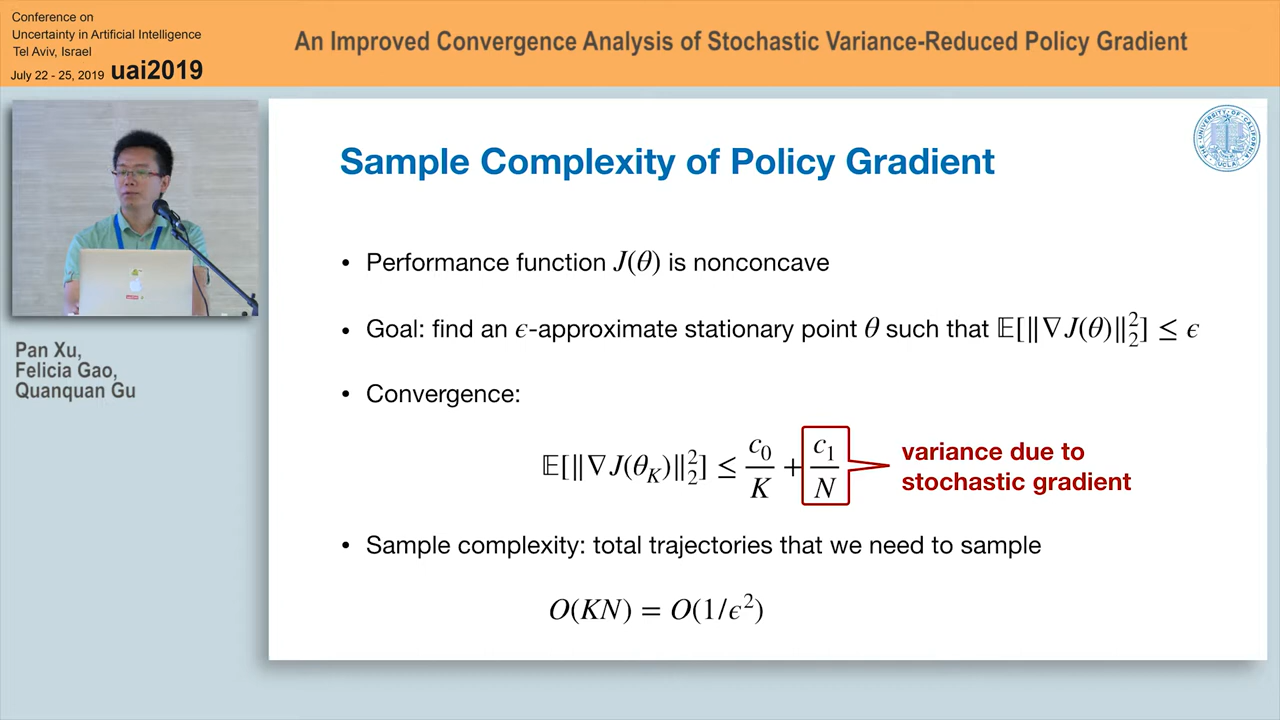 Conference on
Uncertainty in Artificial Intelligence
Tel Aviv, Israel
July 22 - 25, 2019 uai2019
An Improved Convergence Analysis of Stochastic Variance-Reduced Policy Gradient
Pan Xu,
Felicia Gao,
Quanquan Gu
Sample Complexity of Policy Gradient
• Performance function J(θ) is nonconcave
• Goal: find an ϵ-approximate stationary point θ such that 𝔼[∥∇J(θ)∥₂²] ≤ ϵ
• Convergence:
𝔼[∥∇J(θ_K)∥₂²] ≤ c₀/K + c₁/N
variance due to
stochastic gradient
• Sample complexity: total trajectories that we need to sample
O(KN) = O(1/ϵ²)